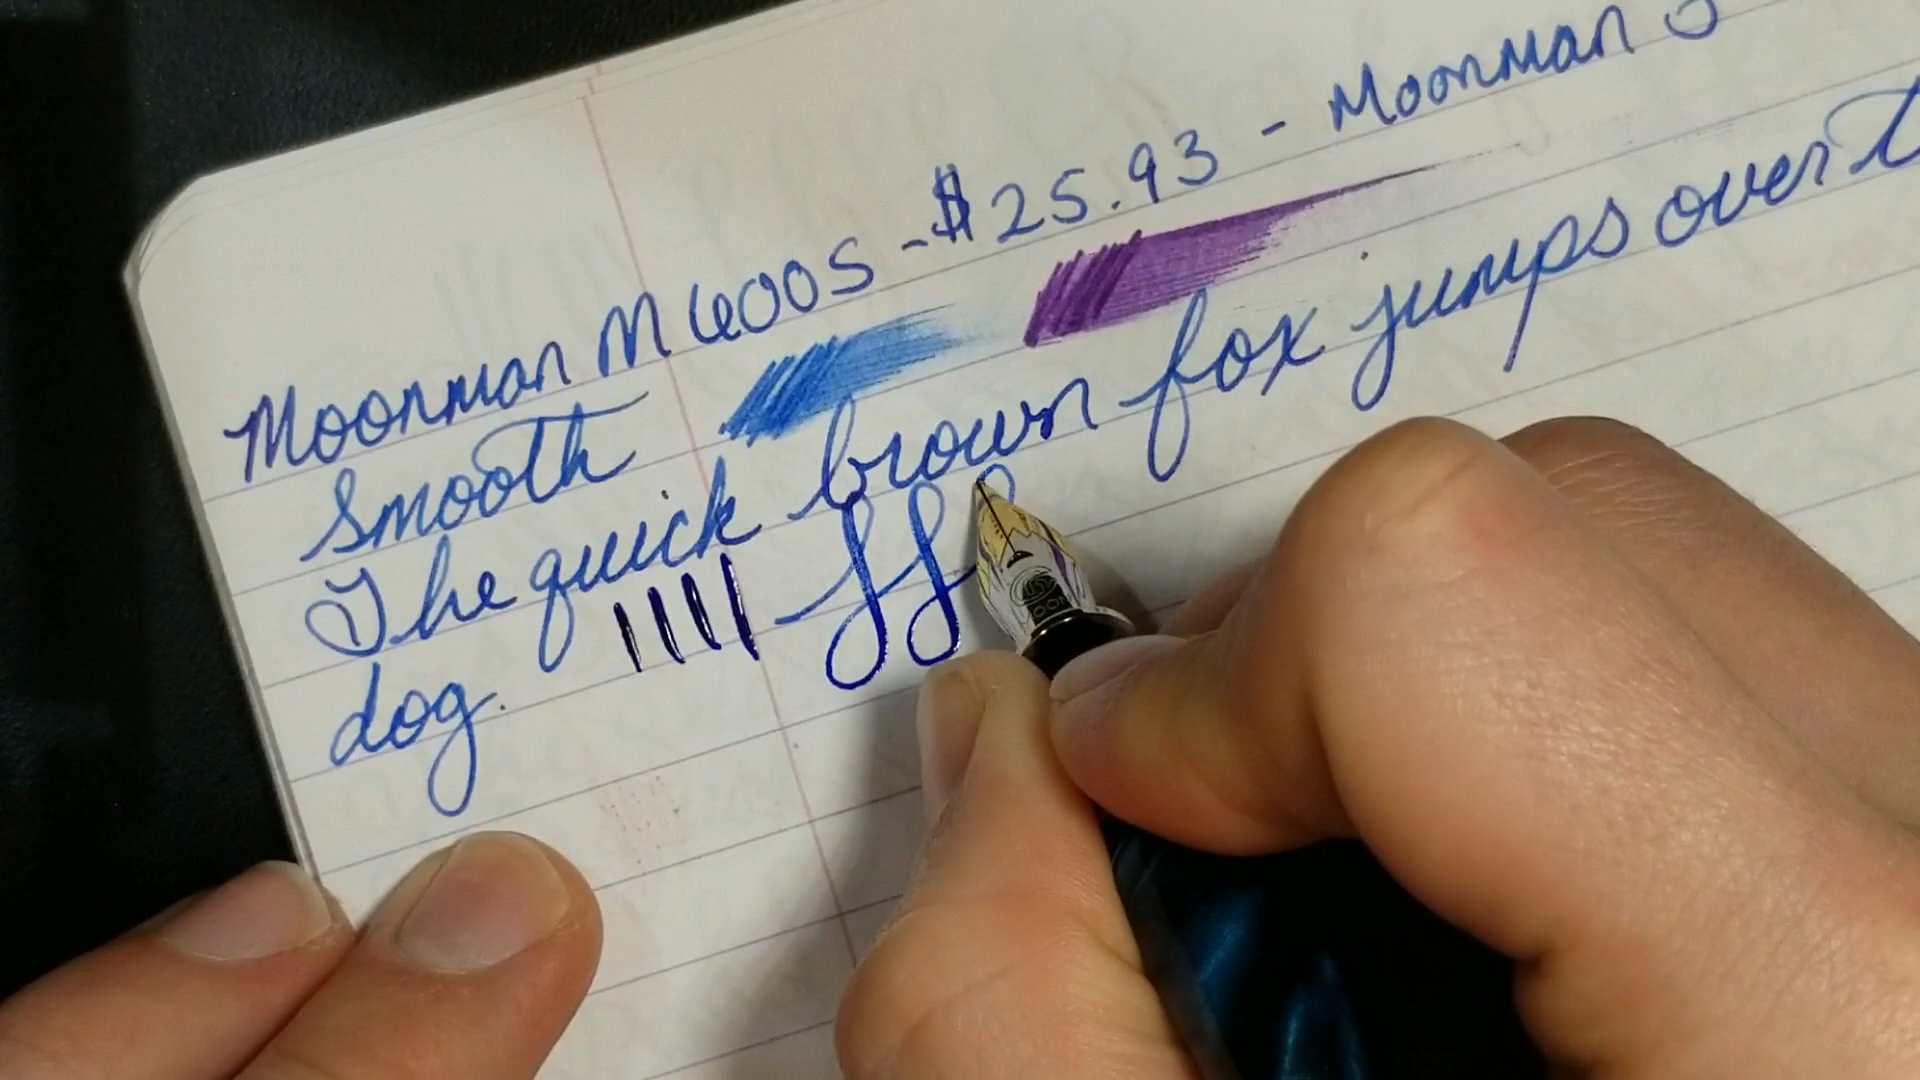 Moonman M600S - $25.93 - Moonman
Smooth
The quick brown fox jumps over
dog.